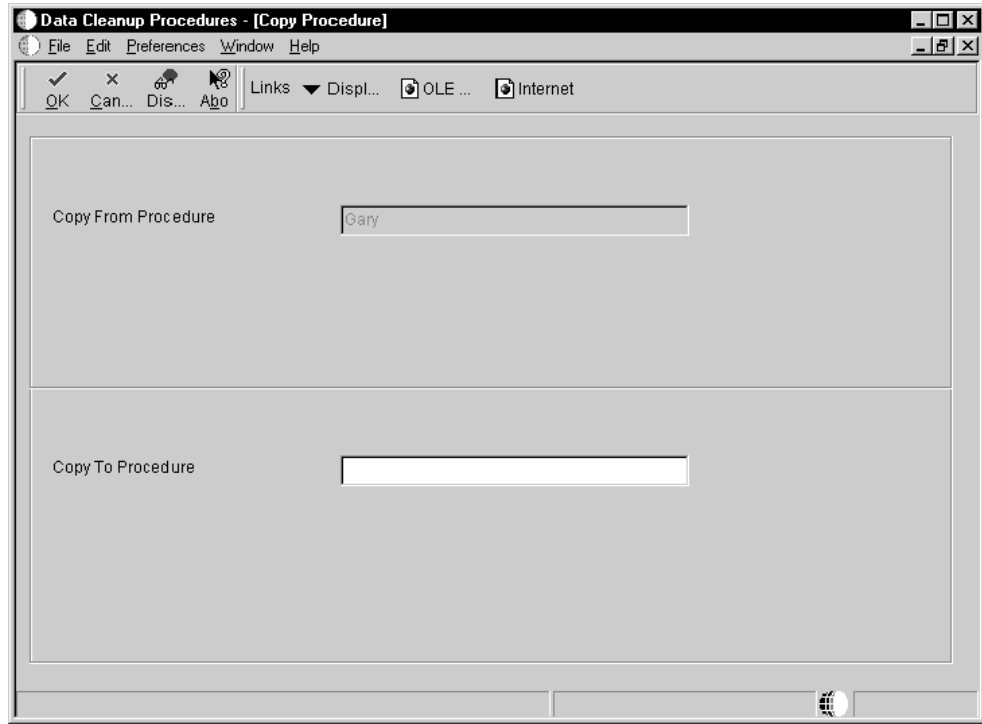 Data Cleanup Procedures - [Copy Procedure]
File Edit Preferences Window Help
OK Can... Dis... Abo Links Displ... OLE ... Internet
Copy From Procedure Gary
Copy To Procedure